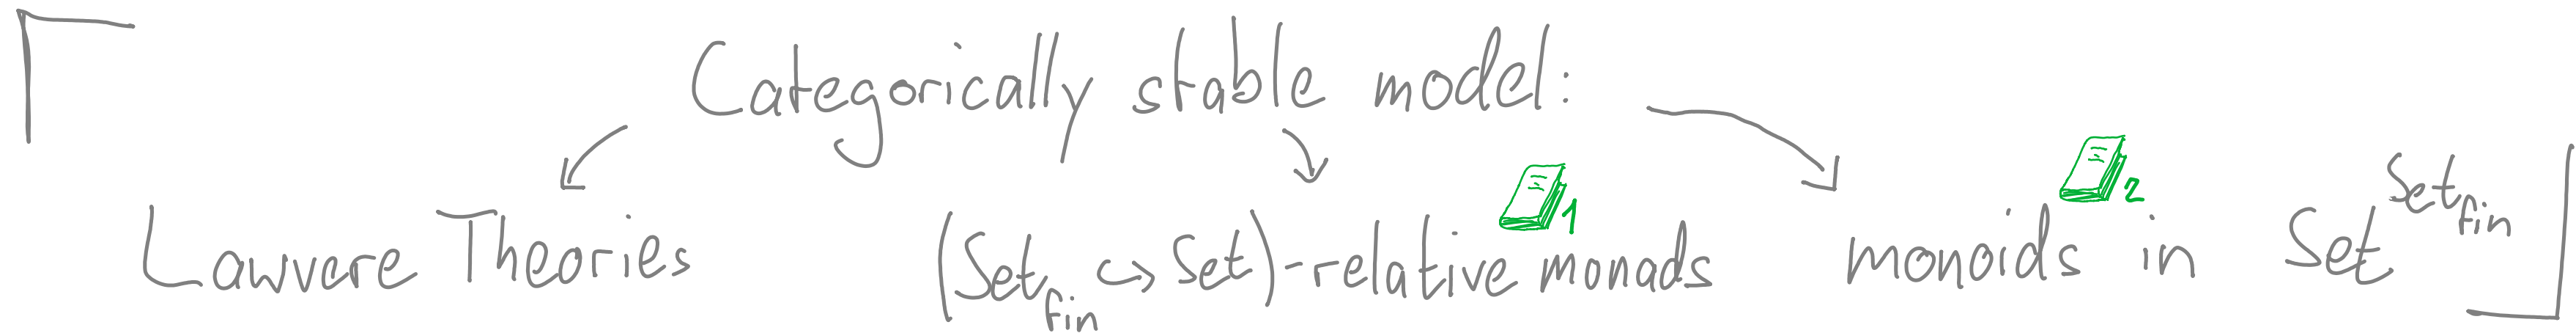 Categorically stable model:
Lawvere Theories (Set_fin ↪ Set)-relative monads 1 monoids in Set^Set_fin 2